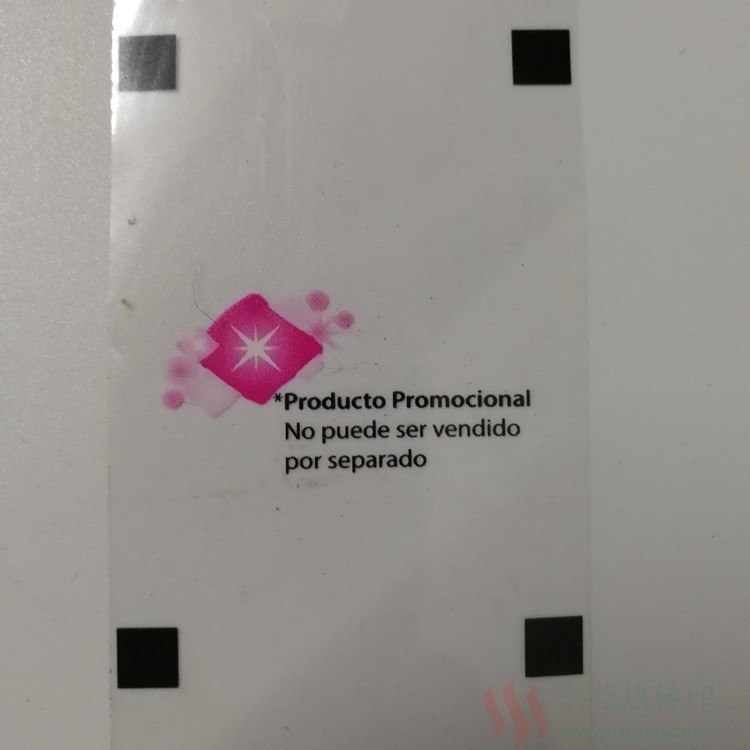 *Producto Promocional
No puede ser vendido
por separado